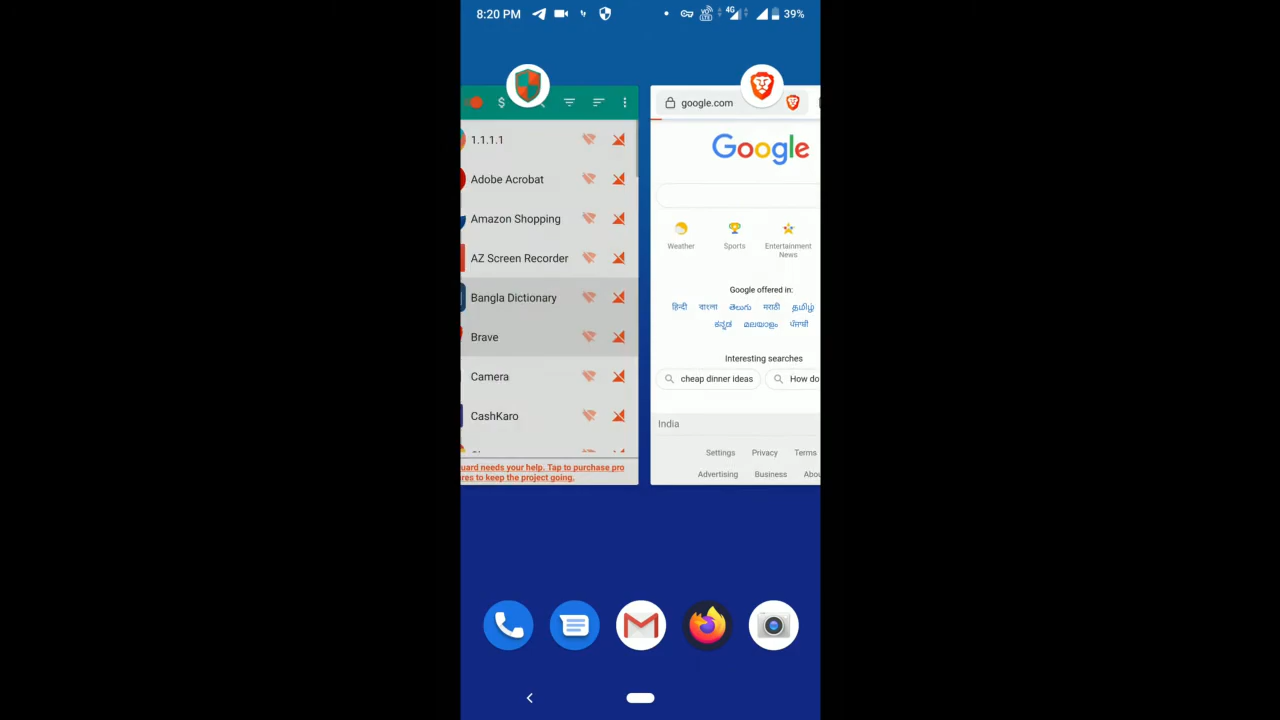 8:20 PM
4G
39%
$
1.1.1.1
Adobe Acrobat
Amazon Shopping
AZ Screen Recorder
Bangla Dictionary
Brave
Camera
CashKaro
uard needs your help. Tap to purchase pro
res to keep the project going.
google.com
Google
Weather
Sports
Entertainment
News
Google offered in:
हिन्दी বাংলা తెలుగు मराठी தமிழ்
ಕನ್ನಡ മലയാളം ਪੰਜਾਬੀ
Interesting searches
cheap dinner ideas
How do
India
Settings
Privacy
Terms
Advertising
Business
Abou